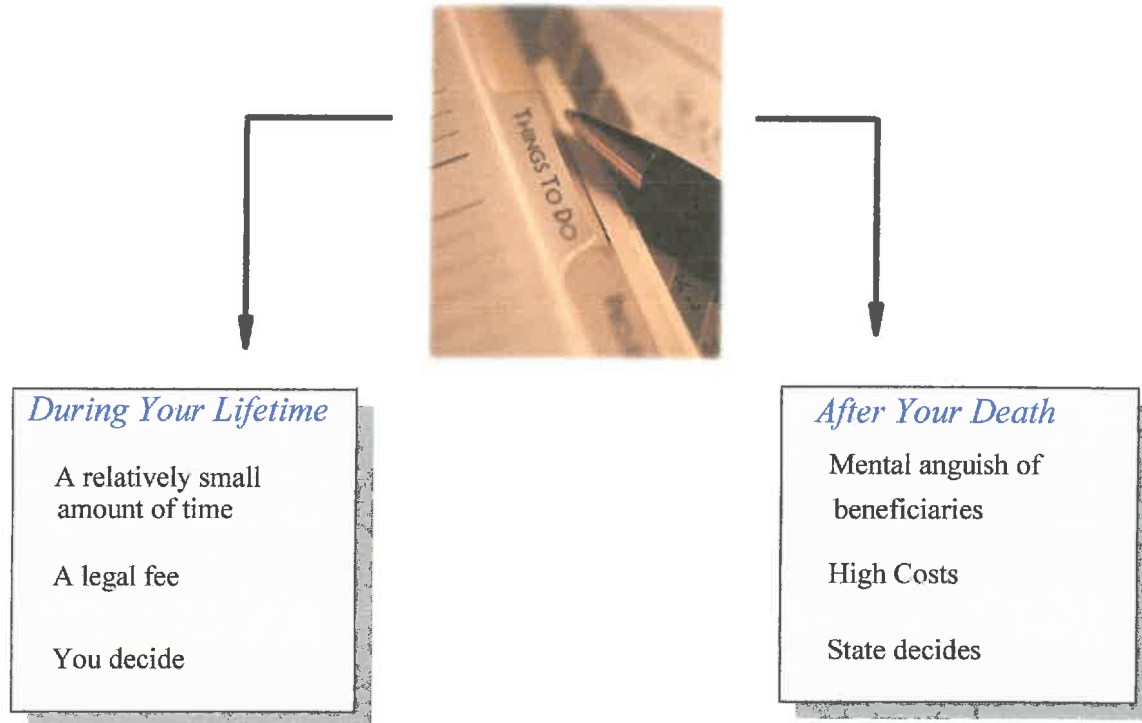 THINGS TO DO
During Your Lifetime
A relatively small
amount of time
A legal fee
You decide
After Your Death
Mental anguish of
beneficiaries
High Costs
State decides